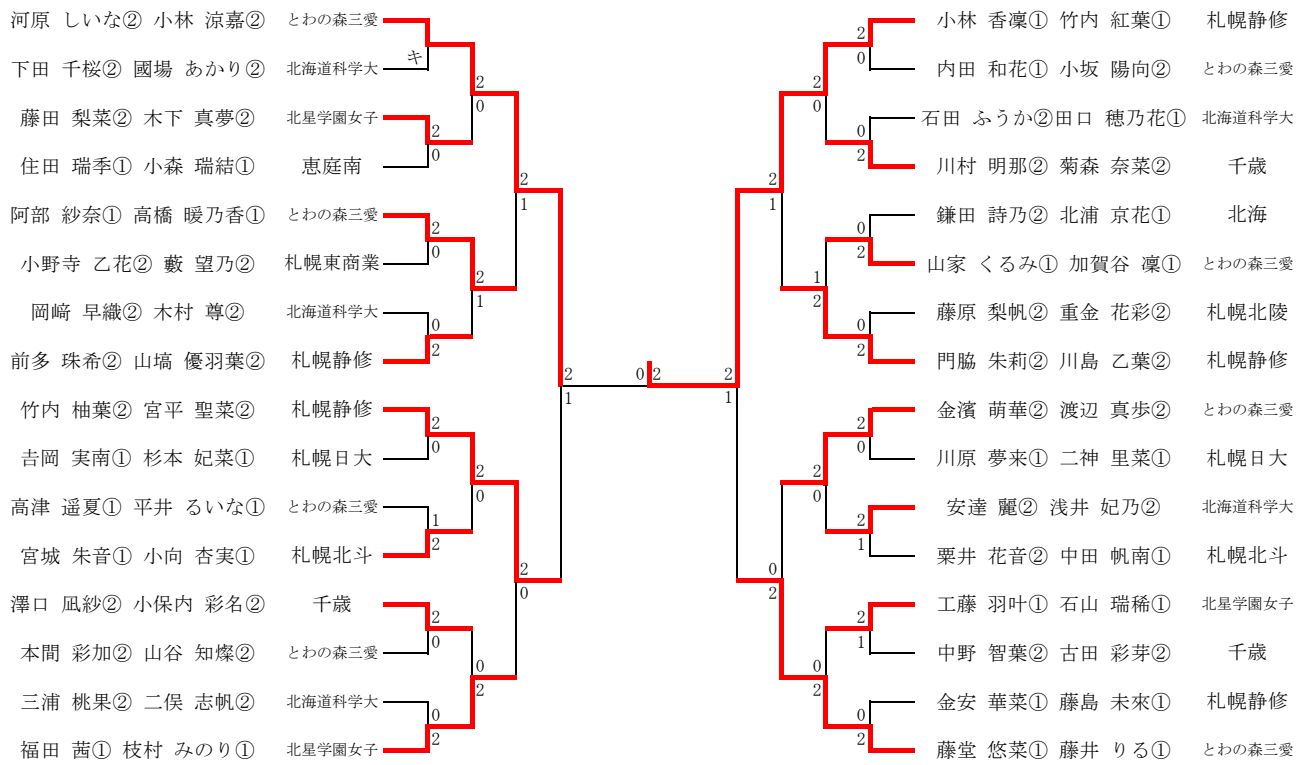 河原 しいな② 小林 涼嘉② とわの森三愛
下田 千桜② 國場 あかり② 北海道科学大
藤田 梨菜② 木下 真夢② 北星学園女子
住田 瑞季① 小森 瑞結① 恵庭南
阿部 紗奈① 高橋 暖乃香① とわの森三愛
小野寺 乙花② 藪 望乃② 札幌東商業
岡﨑 早織② 木村 尊② 北海道科学大
前多 珠希② 山塙 優羽葉② 札幌静修
竹内 柚葉② 宮平 聖菜② 札幌静修
吉岡 実南① 杉本 妃菜① 札幌日大
高津 遥夏① 平井 るいな① とわの森三愛
宮城 朱音① 小向 杏実① 札幌北斗
澤口 凪紗② 小保内 彩名② 千歳
本間 彩加② 山谷 知燦② とわの森三愛
三浦 桃果② 二俣 志帆② 北海道科学大
福田 茜① 枝村 みのり① 北星学園女子
キ
2
0
2
0
2
0
1
2
2
0
0
2
2
0
2
1
2
0
0
2
2
1
2
0
2
1
0 2
2
1
2
1
0
2
2
0
1
2
2
0
0
2
2
0
0
2
0
2
0
2
2
0
2
1
2
1
0
2
小林 香凜① 竹内 紅葉① 札幌静修
内田 和花① 小坂 陽向② とわの森三愛
石田 ふうか②田口 穂乃花① 北海道科学大
川村 明那② 菊森 奈菜② 千歳
鎌田 詩乃② 北浦 京花① 北海
山家 くるみ① 加賀谷 凜① とわの森三愛
藤原 梨帆② 重金 花彩② 札幌北陵
門脇 朱莉② 川島 乙葉② 札幌静修
金濱 萌華② 渡辺 真歩② とわの森三愛
川原 夢来① 二神 里菜① 札幌日大
安達 麗② 浅井 妃乃② 北海道科学大
粟井 花音② 中田 帆南① 札幌北斗
工藤 羽叶① 石山 瑞稀① 北星学園女子
中野 智葉② 古田 彩芽② 千歳
金安 華菜① 藤島 未來① 札幌静修
藤堂 悠菜① 藤井 りる① とわの森三愛